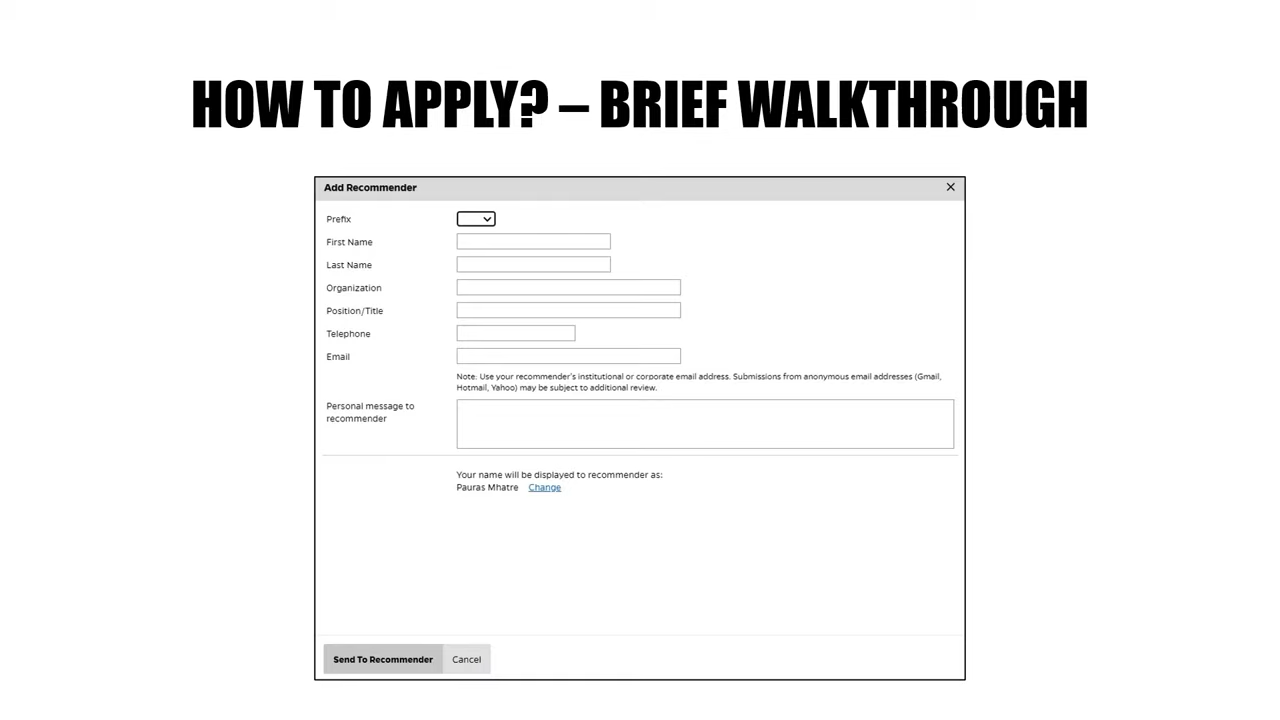 HOW TO APPLY? – BRIEF WALKTHROUGH
Add Recommender
Prefix
First Name
Last Name
Organization
Position/Title
Telephone
Email
Note: Use your recommender's institutional or corporate email address. Submissions from anonymous email addresses (Gmail,
Hotmail, Yahoo) may be subject to additional review.
Personal message to
recommender
Your name will be displayed to recommender as:
Pauras Mhatre Change
Send To Recommender Cancel